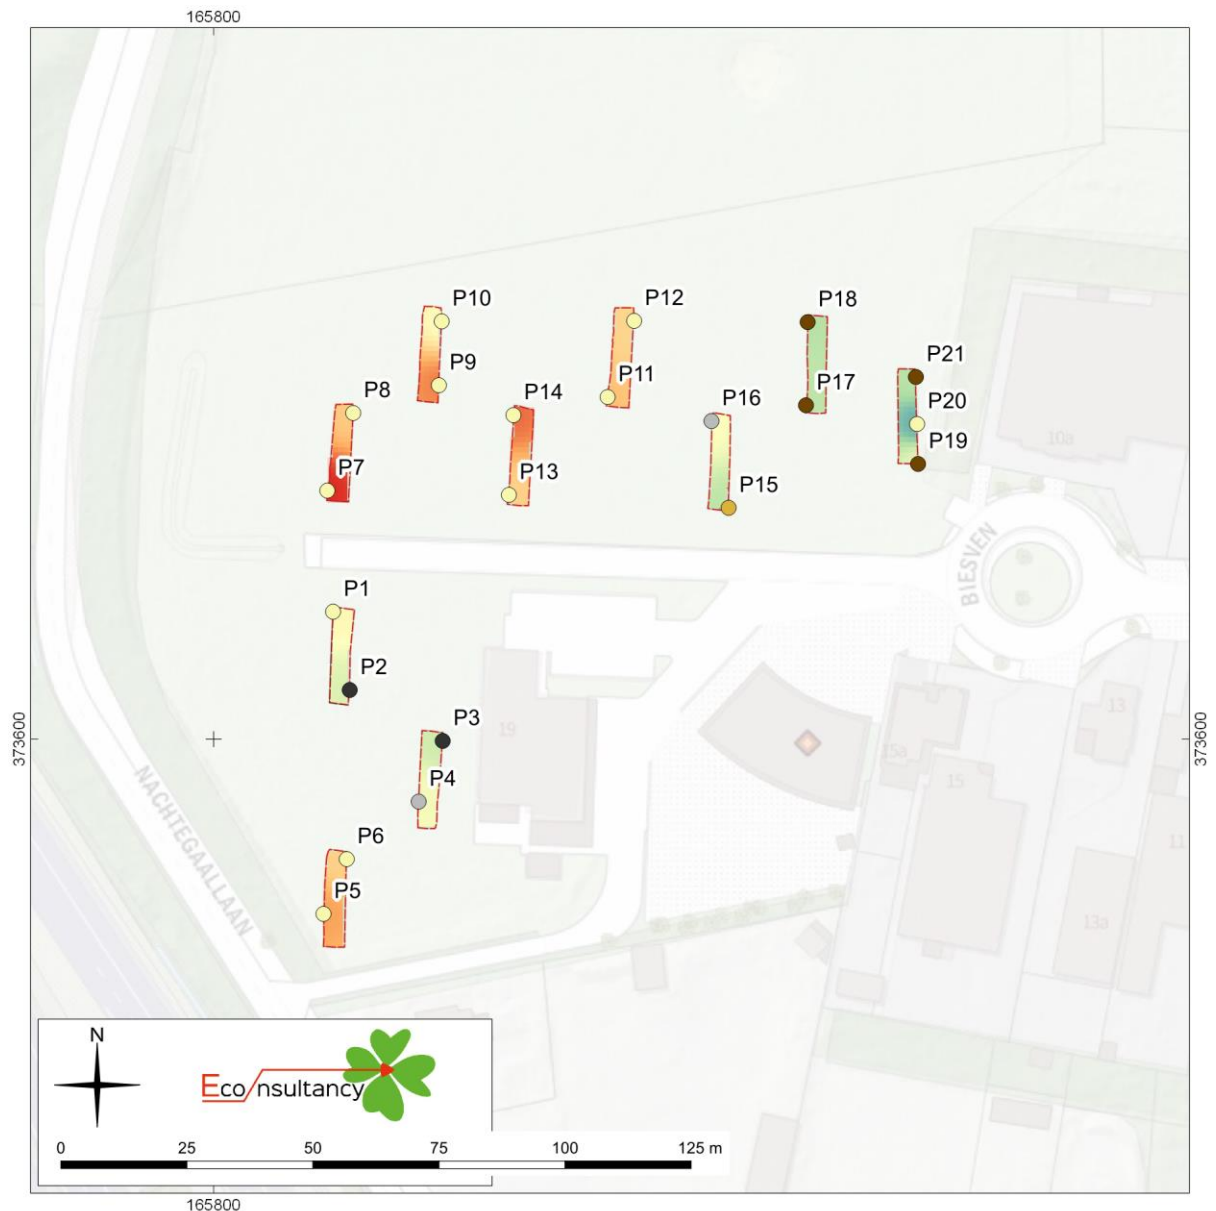 165800
P10
P12
P18
P21
P9
P8
P14
P11
P17
P16
P20
P19
10a
P7
P13
P15
BIESVEN
P1
P2
P3
19
13
373600
373600
15a
15
P4
NACHTEGAALLAAN
P6
11
P5
13a
N
Econsultancy
0 25 50 75 100 125 m
165800